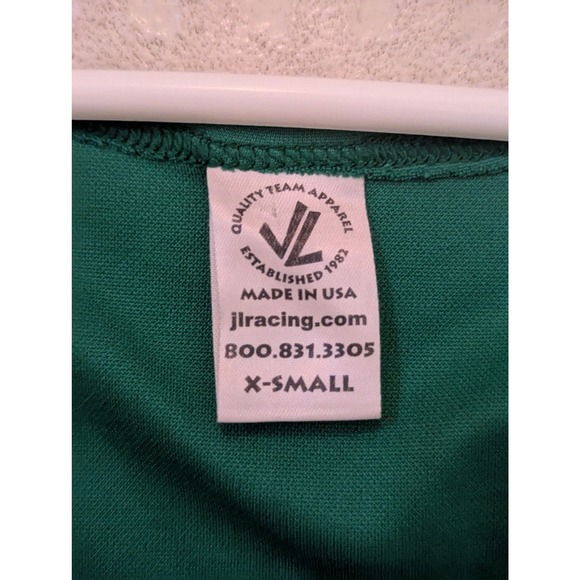 QUALITY TEAM APPAREL
JL
ESTABLISHED 1982
MADE IN USA
jlracing.com
800.831.3305
X-SMALL